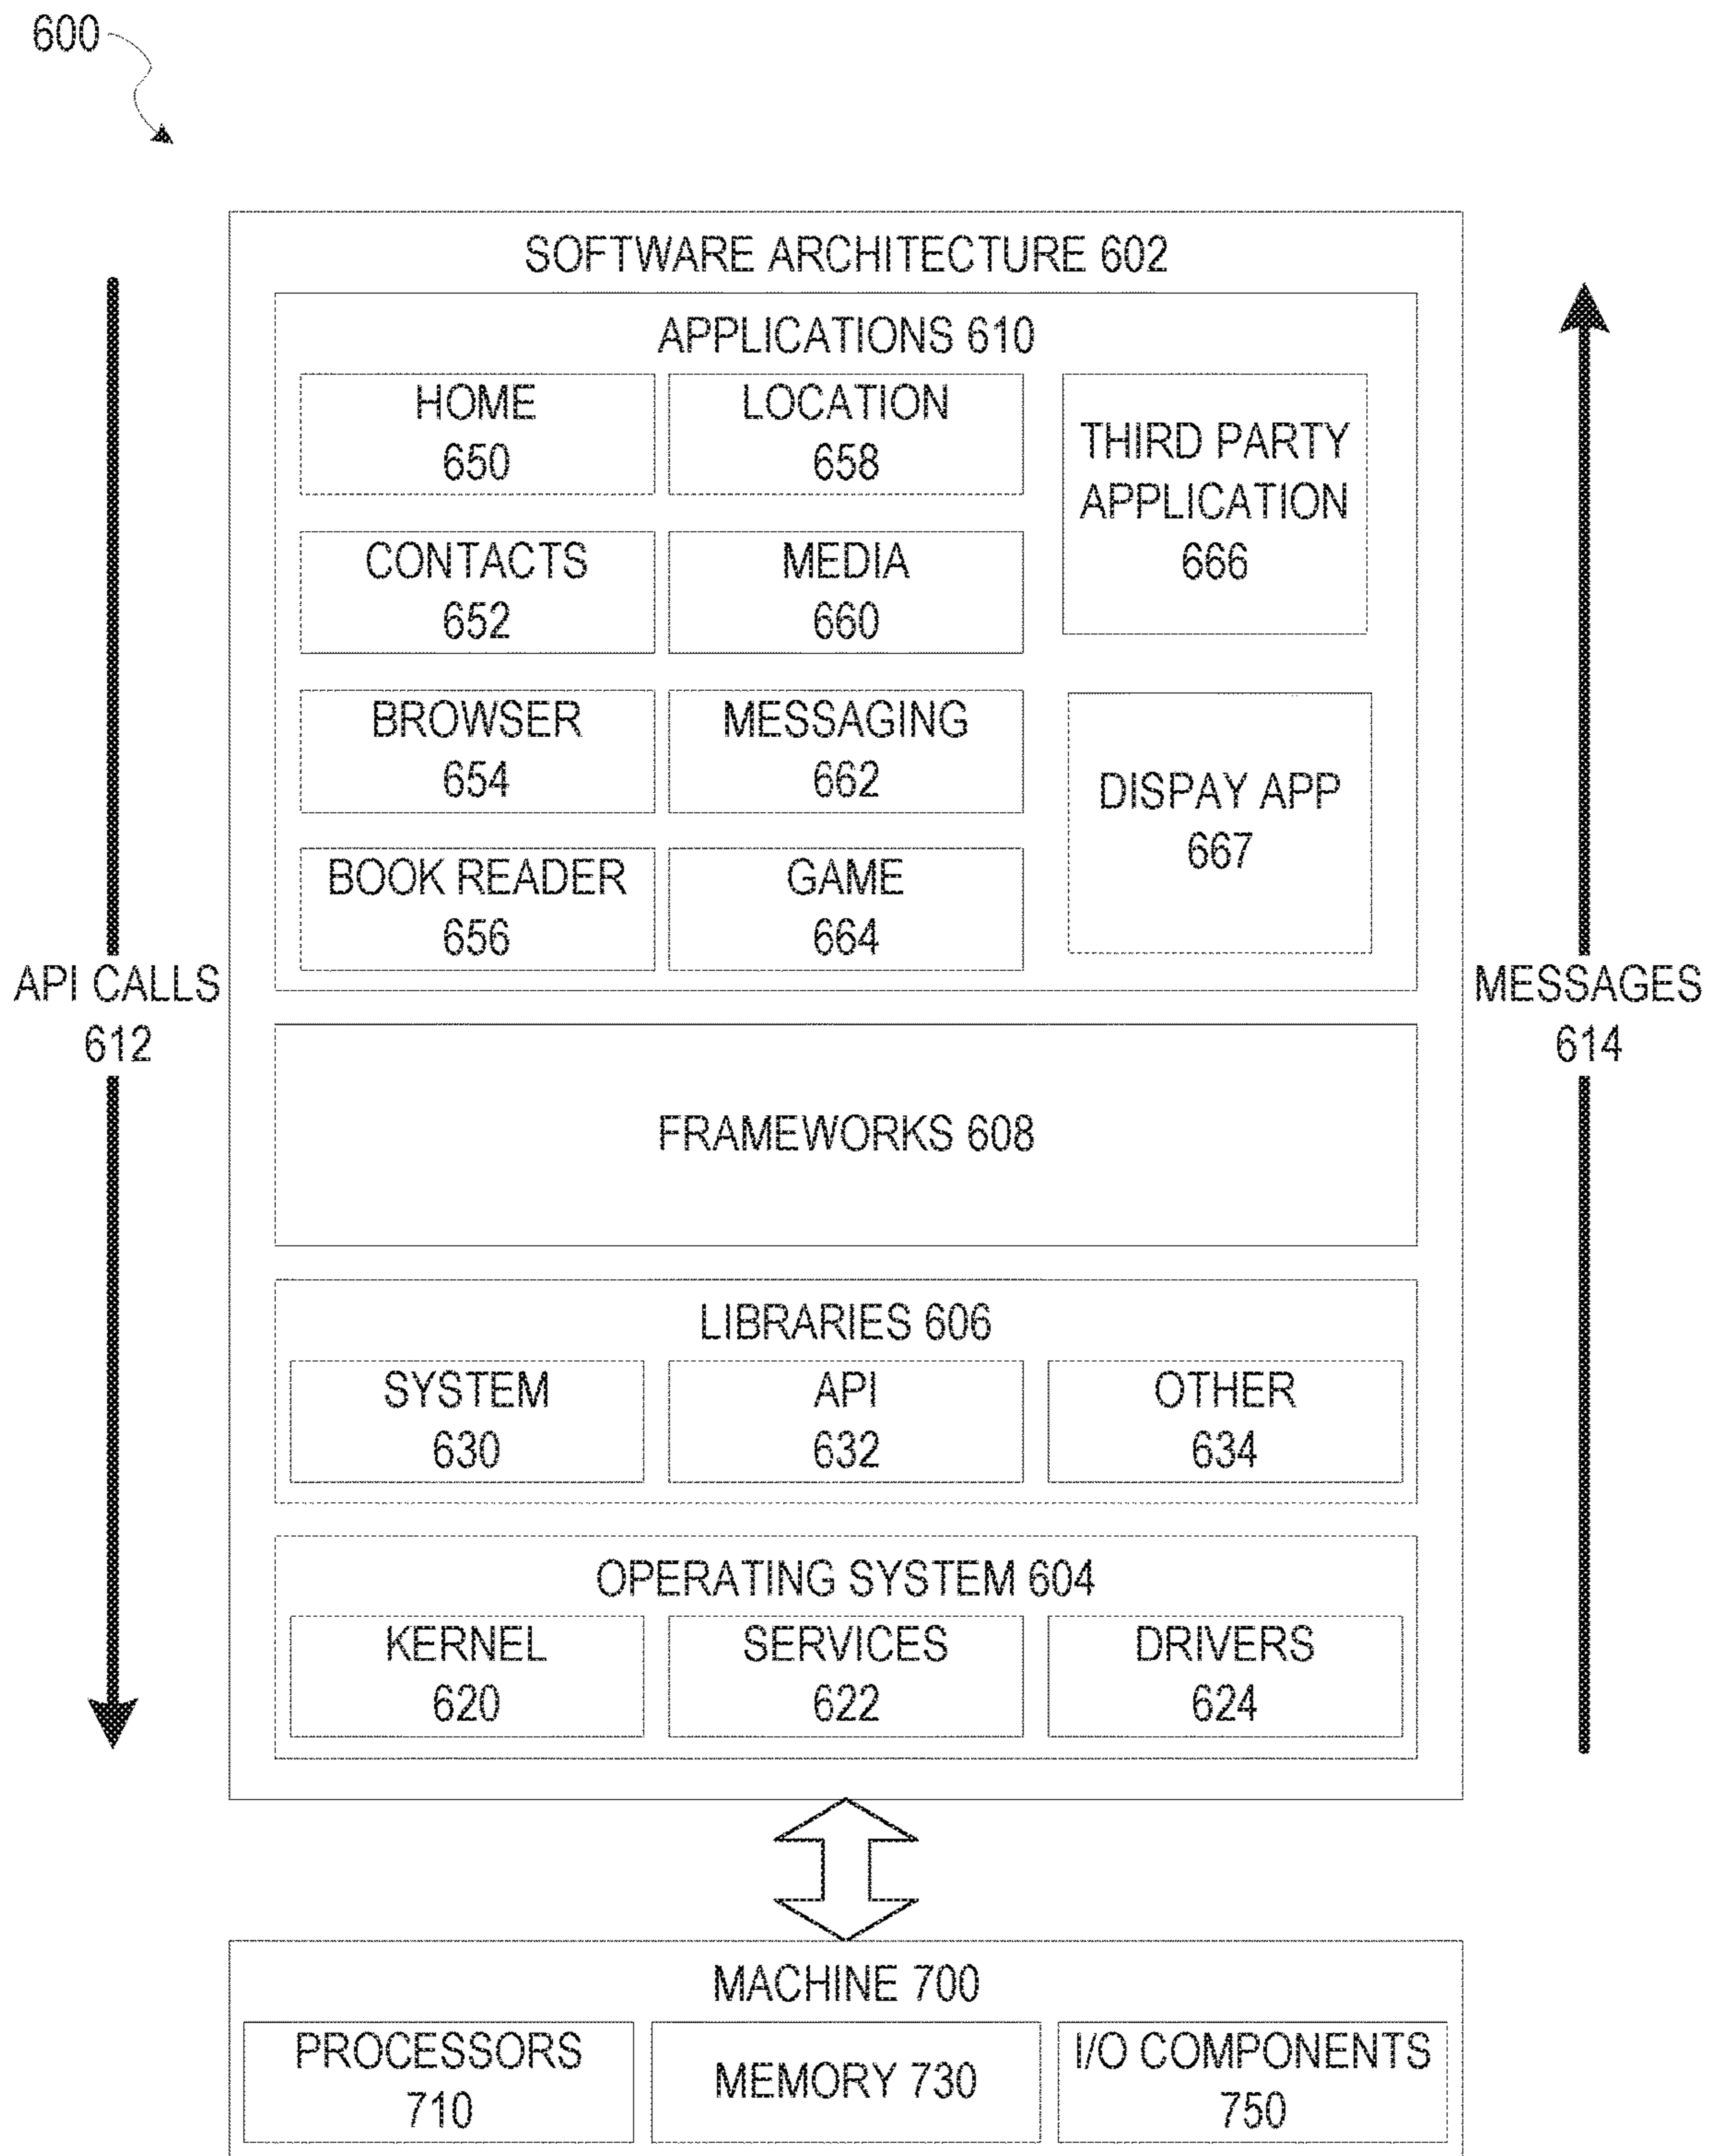 600
SOFTWARE ARCHITECTURE 602
APPLICATIONS 610
HOME
650
LOCATION
658
THIRD PARTY
APPLICATION
666
CONTACTS
652
MEDIA
660
BROWSER
654
MESSAGING
662
DISPAY APP
667
BOOK READER
656
GAME
664
API CALLS
612
MESSAGES
614
FRAMEWORKS 608
LIBRARIES 606
SYSTEM
630
API
632
OTHER
634
OPERATING SYSTEM 604
KERNEL
620
SERVICES
622
DRIVERS
624
MACHINE 700
PROCESSORS
710
MEMORY 730
I/O COMPONENTS
750